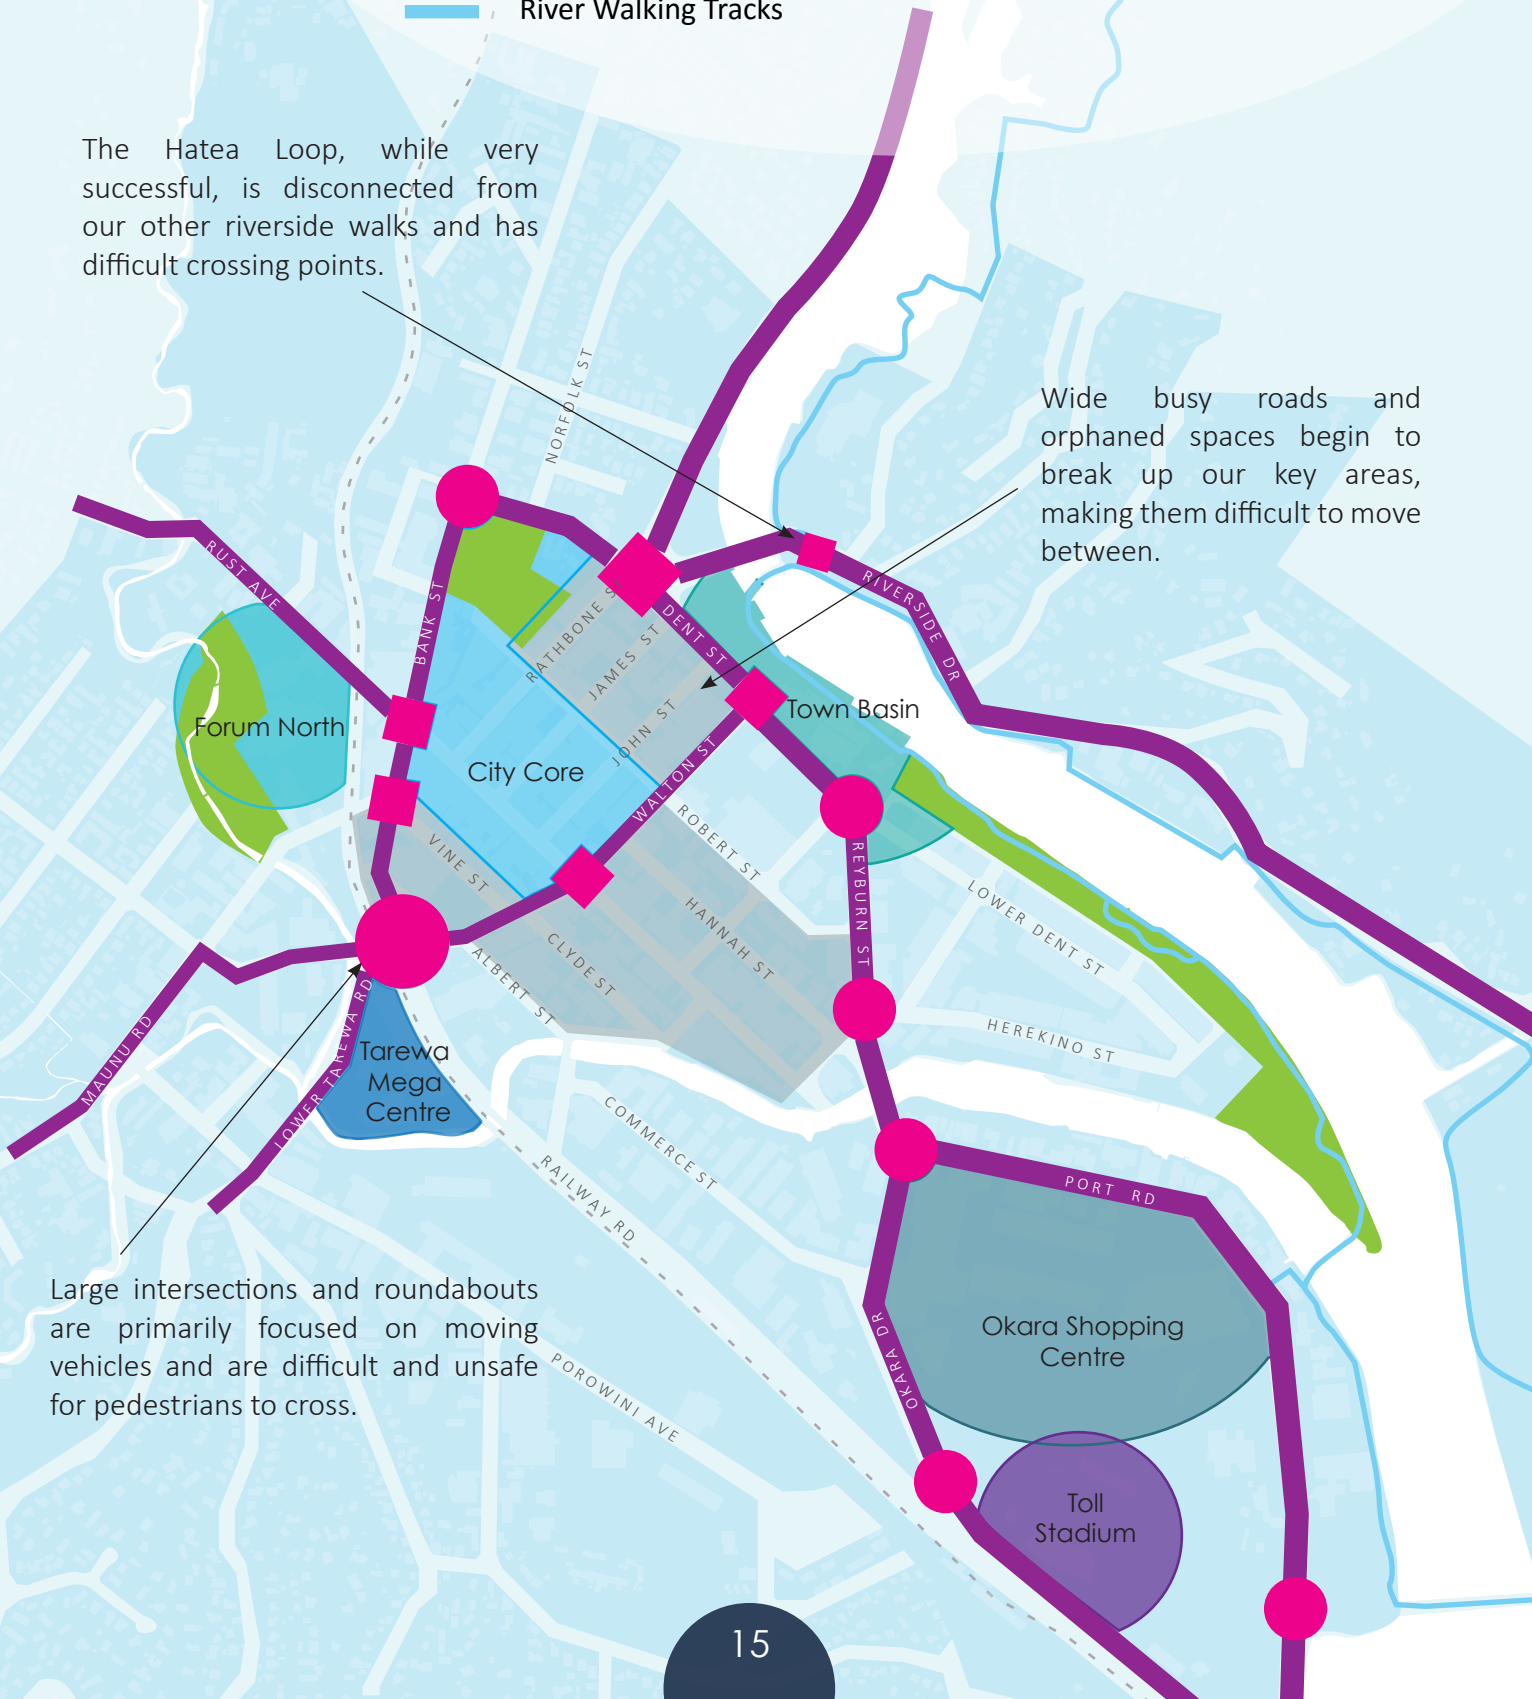 River Walking Tracks
The Hatea Loop, while very
successful, is disconnected from
our other riverside walks and has
difficult crossing points.
Wide busy roads and
orphaned spaces begin to
break up our key areas,
making them difficult to move
between.
NORFOLK ST
RUST AVE
BANK ST
RATHBONE S
JAMES ST
JOHN ST
DENT ST
RIVERSIDE DR
Forum North
Town Basin
City Core
WALTON ST
ROBERT ST
VINE ST
REYBURN ST
LOWER DENT ST
HANNAH ST
CLYDE ST
ALBERT ST
HEREKINO ST
MAUNU RD
LOWER TAREWA RD
Tarewa
Mega
Centre
COMMERCE ST
RAILWAY RD
PORT RD
Large intersections and roundabouts
are primarily focused on moving
vehicles and are difficult and unsafe
for pedestrians to cross.
OKARA DR
Okara Shopping
Centre
POROWINI AVE
Toll
Stadium
15